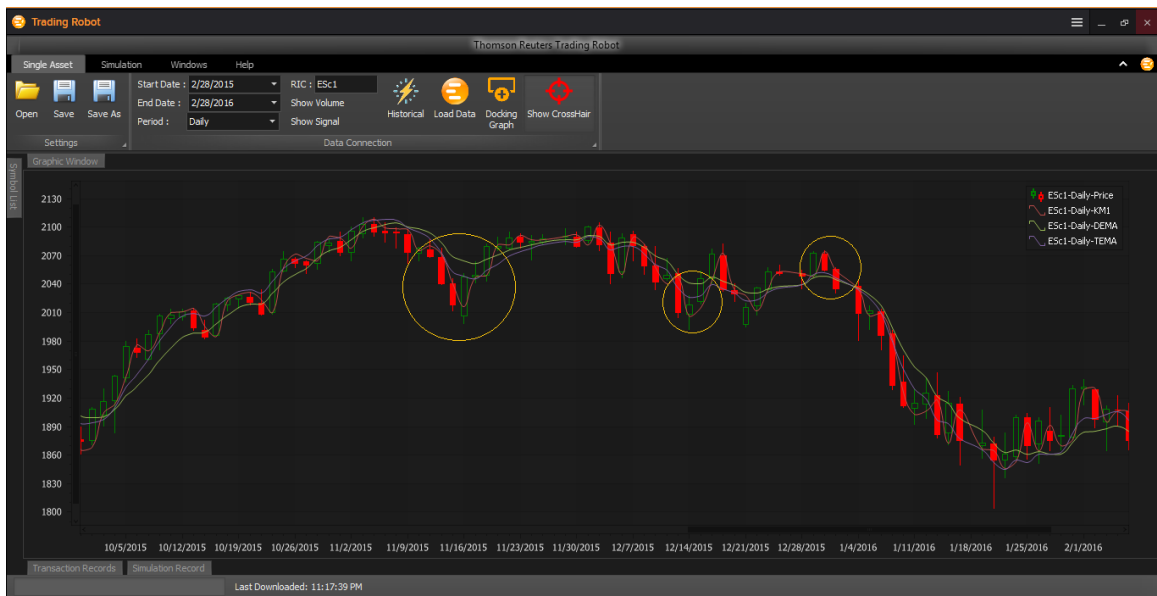 Trading Robot
Thomson Reuters Trading Robot
Single Asset Simulation Windows Help
Start Date : 2/28/2015 RIC : ESc1
End Date : 2/28/2016 Show Volume
Period : Daily Show Signal
Open Save Save As Historical Load Data Docking Graph Show CrossHair
Settings Data Connection
Symbol List
Graphic Window
ESc1-Daily-Price
ESc1-Daily-KM1
ESc1-Daily-DEMA
ESc1-Daily-TEMA
2130
2100
2070
2040
2010
1980
1950
1920
1890
1860
1830
1800
10/5/2015 10/12/2015 10/19/2015 10/26/2015 11/2/2015 11/9/2015 11/16/2015 11/23/2015 11/30/2015 12/7/2015 12/14/2015 12/21/2015 12/28/2015 1/4/2016 1/11/2016 1/18/2016 1/25/2016 2/1/2016
Transaction Records Simulation Record
Last Downloaded: 11:17:39 PM